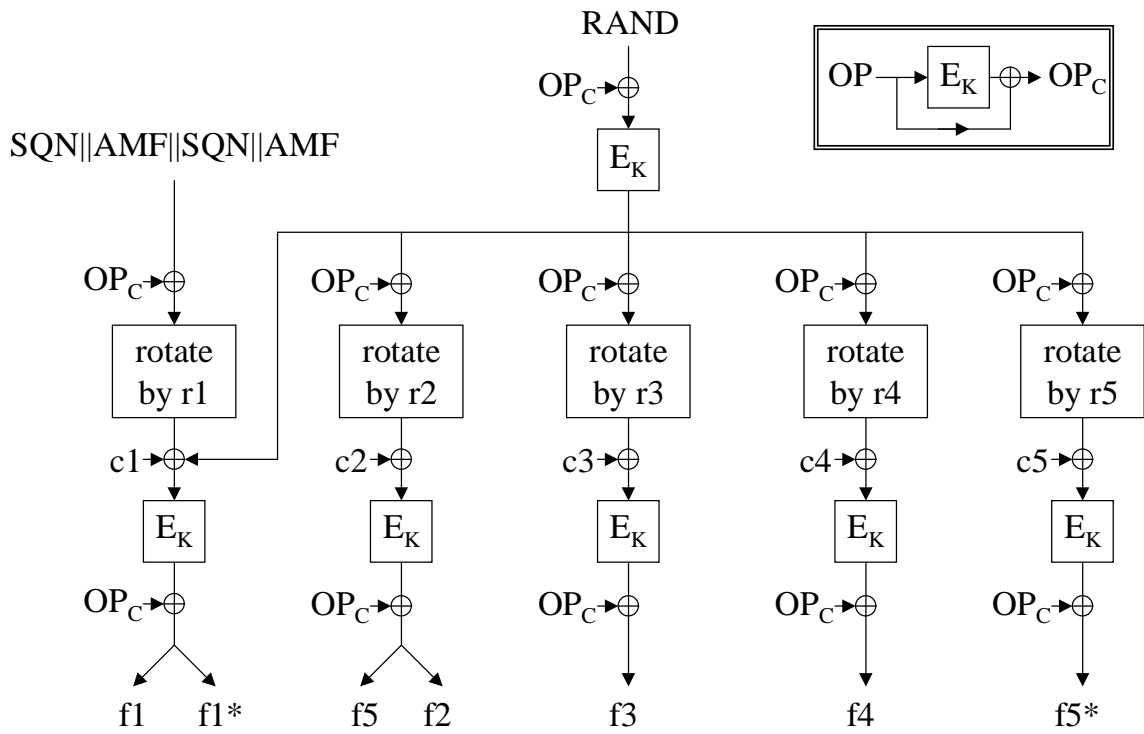 RAND
OP_C
OP E_K OP_C
SQN||AMF||SQN||AMF
E_K
OP_C OP_C OP_C OP_C OP_C
rotate rotate rotate rotate rotate
by r1 by r2 by r3 by r4 by r5
c1 c2 c3 c4 c5
E_K E_K E_K E_K E_K
OP_C OP_C OP_C OP_C OP_C
f1 f1* f5 f2 f3 f4 f5*